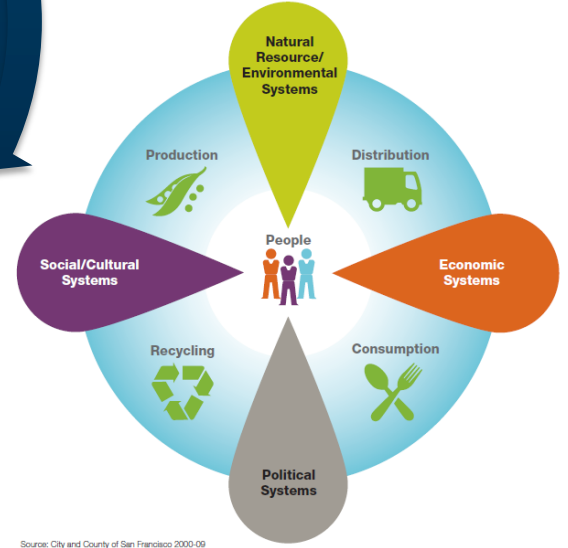 Natural
Resource/
Environmental
Systems
Production
Distribution
People
Social/Cultural
Systems
Economic
Systems
Recycling
Consumption
Political
Systems
Source: City and County of San Francisco 2000-09